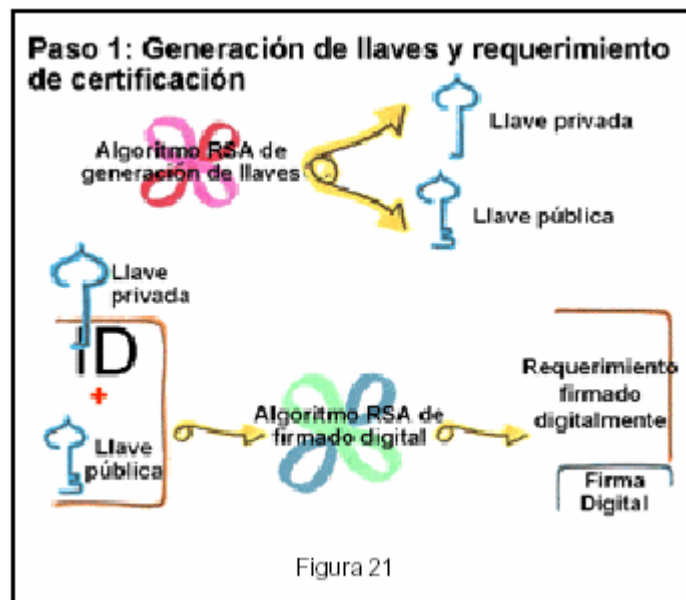 Paso 1: Generación de llaves y requerimiento
de certificación
Algoritmo RSA de
generación de llaves
Llave privada
Llave pública
Llave
privada
ID
+
Llave
pública
Algoritmo RSA de
firmado digital
Requerimiento
firmado
digitalmente
Firma
Digital
Figura 21